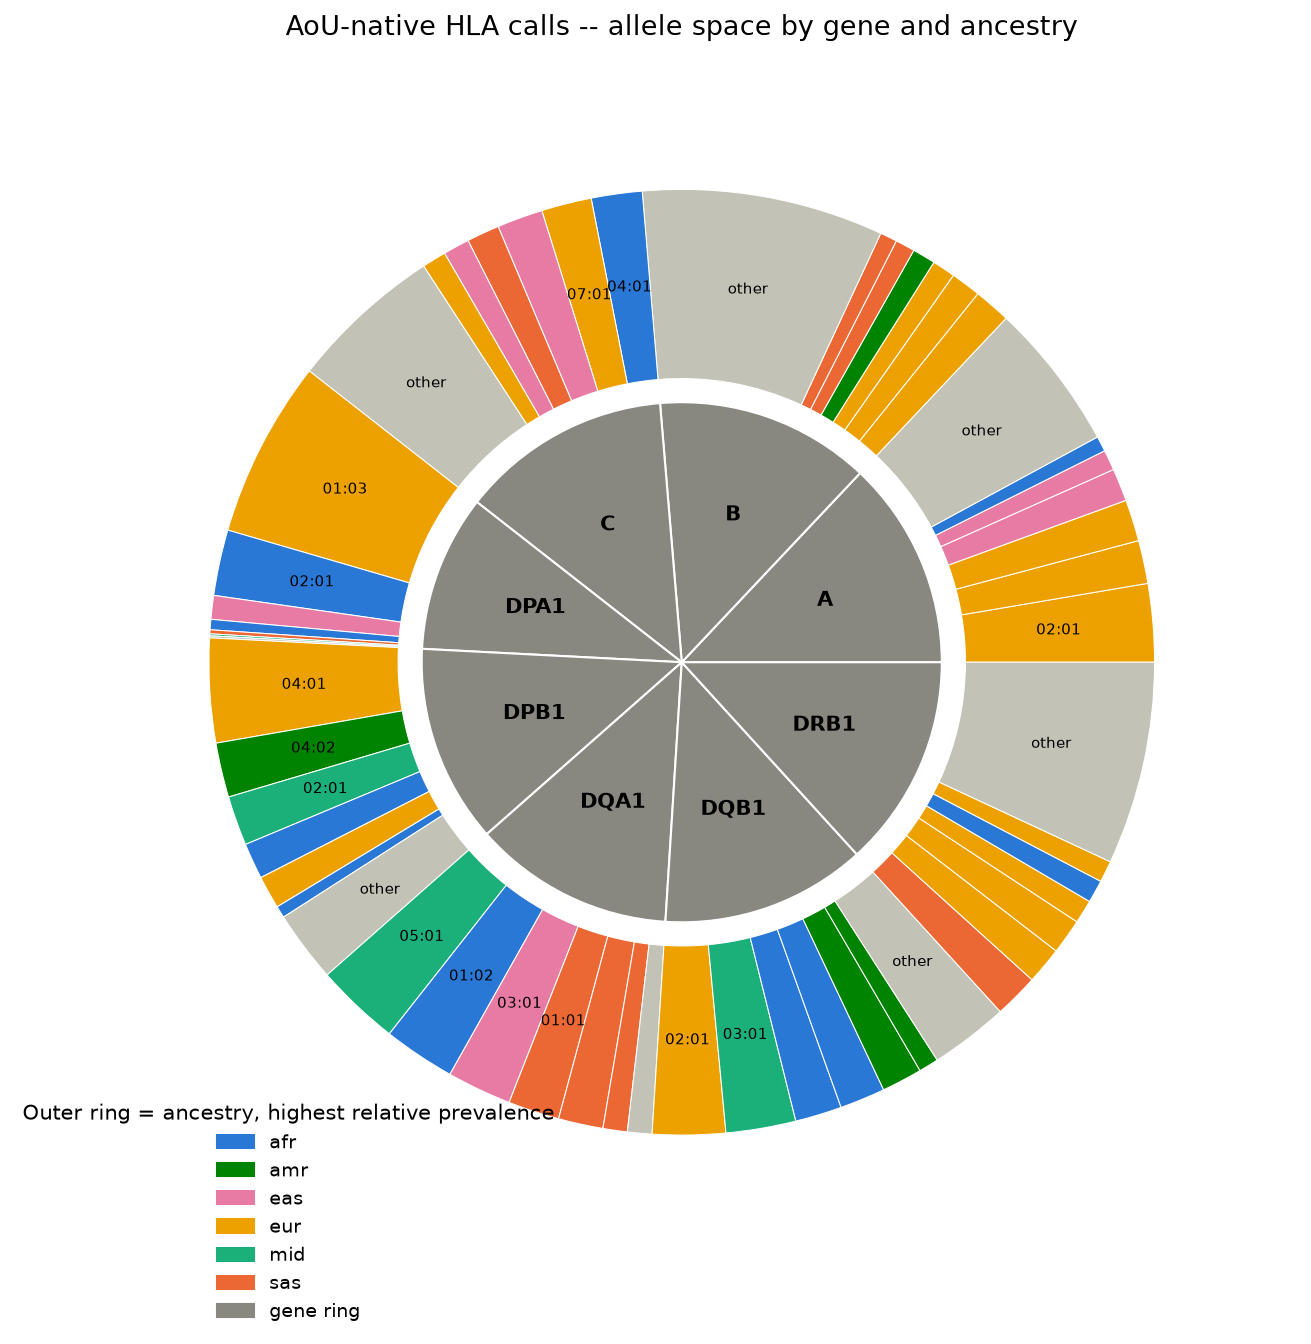 AoU-native HLA calls -- allele space by gene and ancestry
04:01
07:01
other
other
other
01:03
02:01
02:01
C
B
A
DPA1
DPB1
DRB1
DQA1
DQB1
04:01
04:02
02:01
other
other
05:01
01:02
03:01
01:01
02:01
03:01
other
Outer ring = ancestry, highest relative prevalence
afr
amr
eas
eur
mid
sas
gene ring